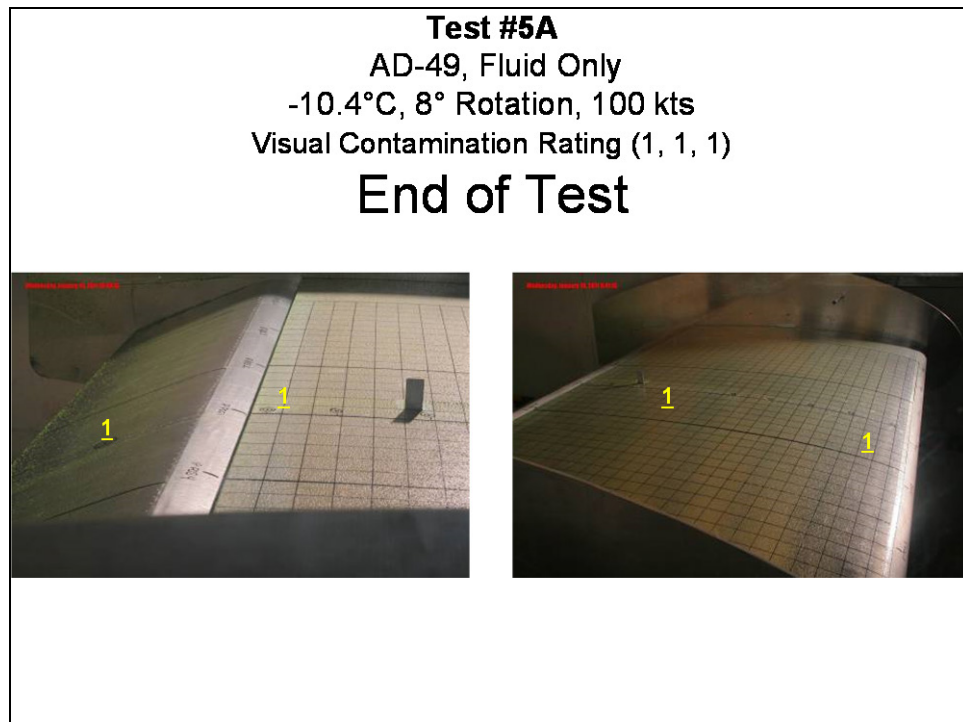 Test #5A
AD-49, Fluid Only
-10.4°C, 8° Rotation, 100 kts
Visual Contamination Rating (1, 1, 1)
End of Test
1
1
1
1